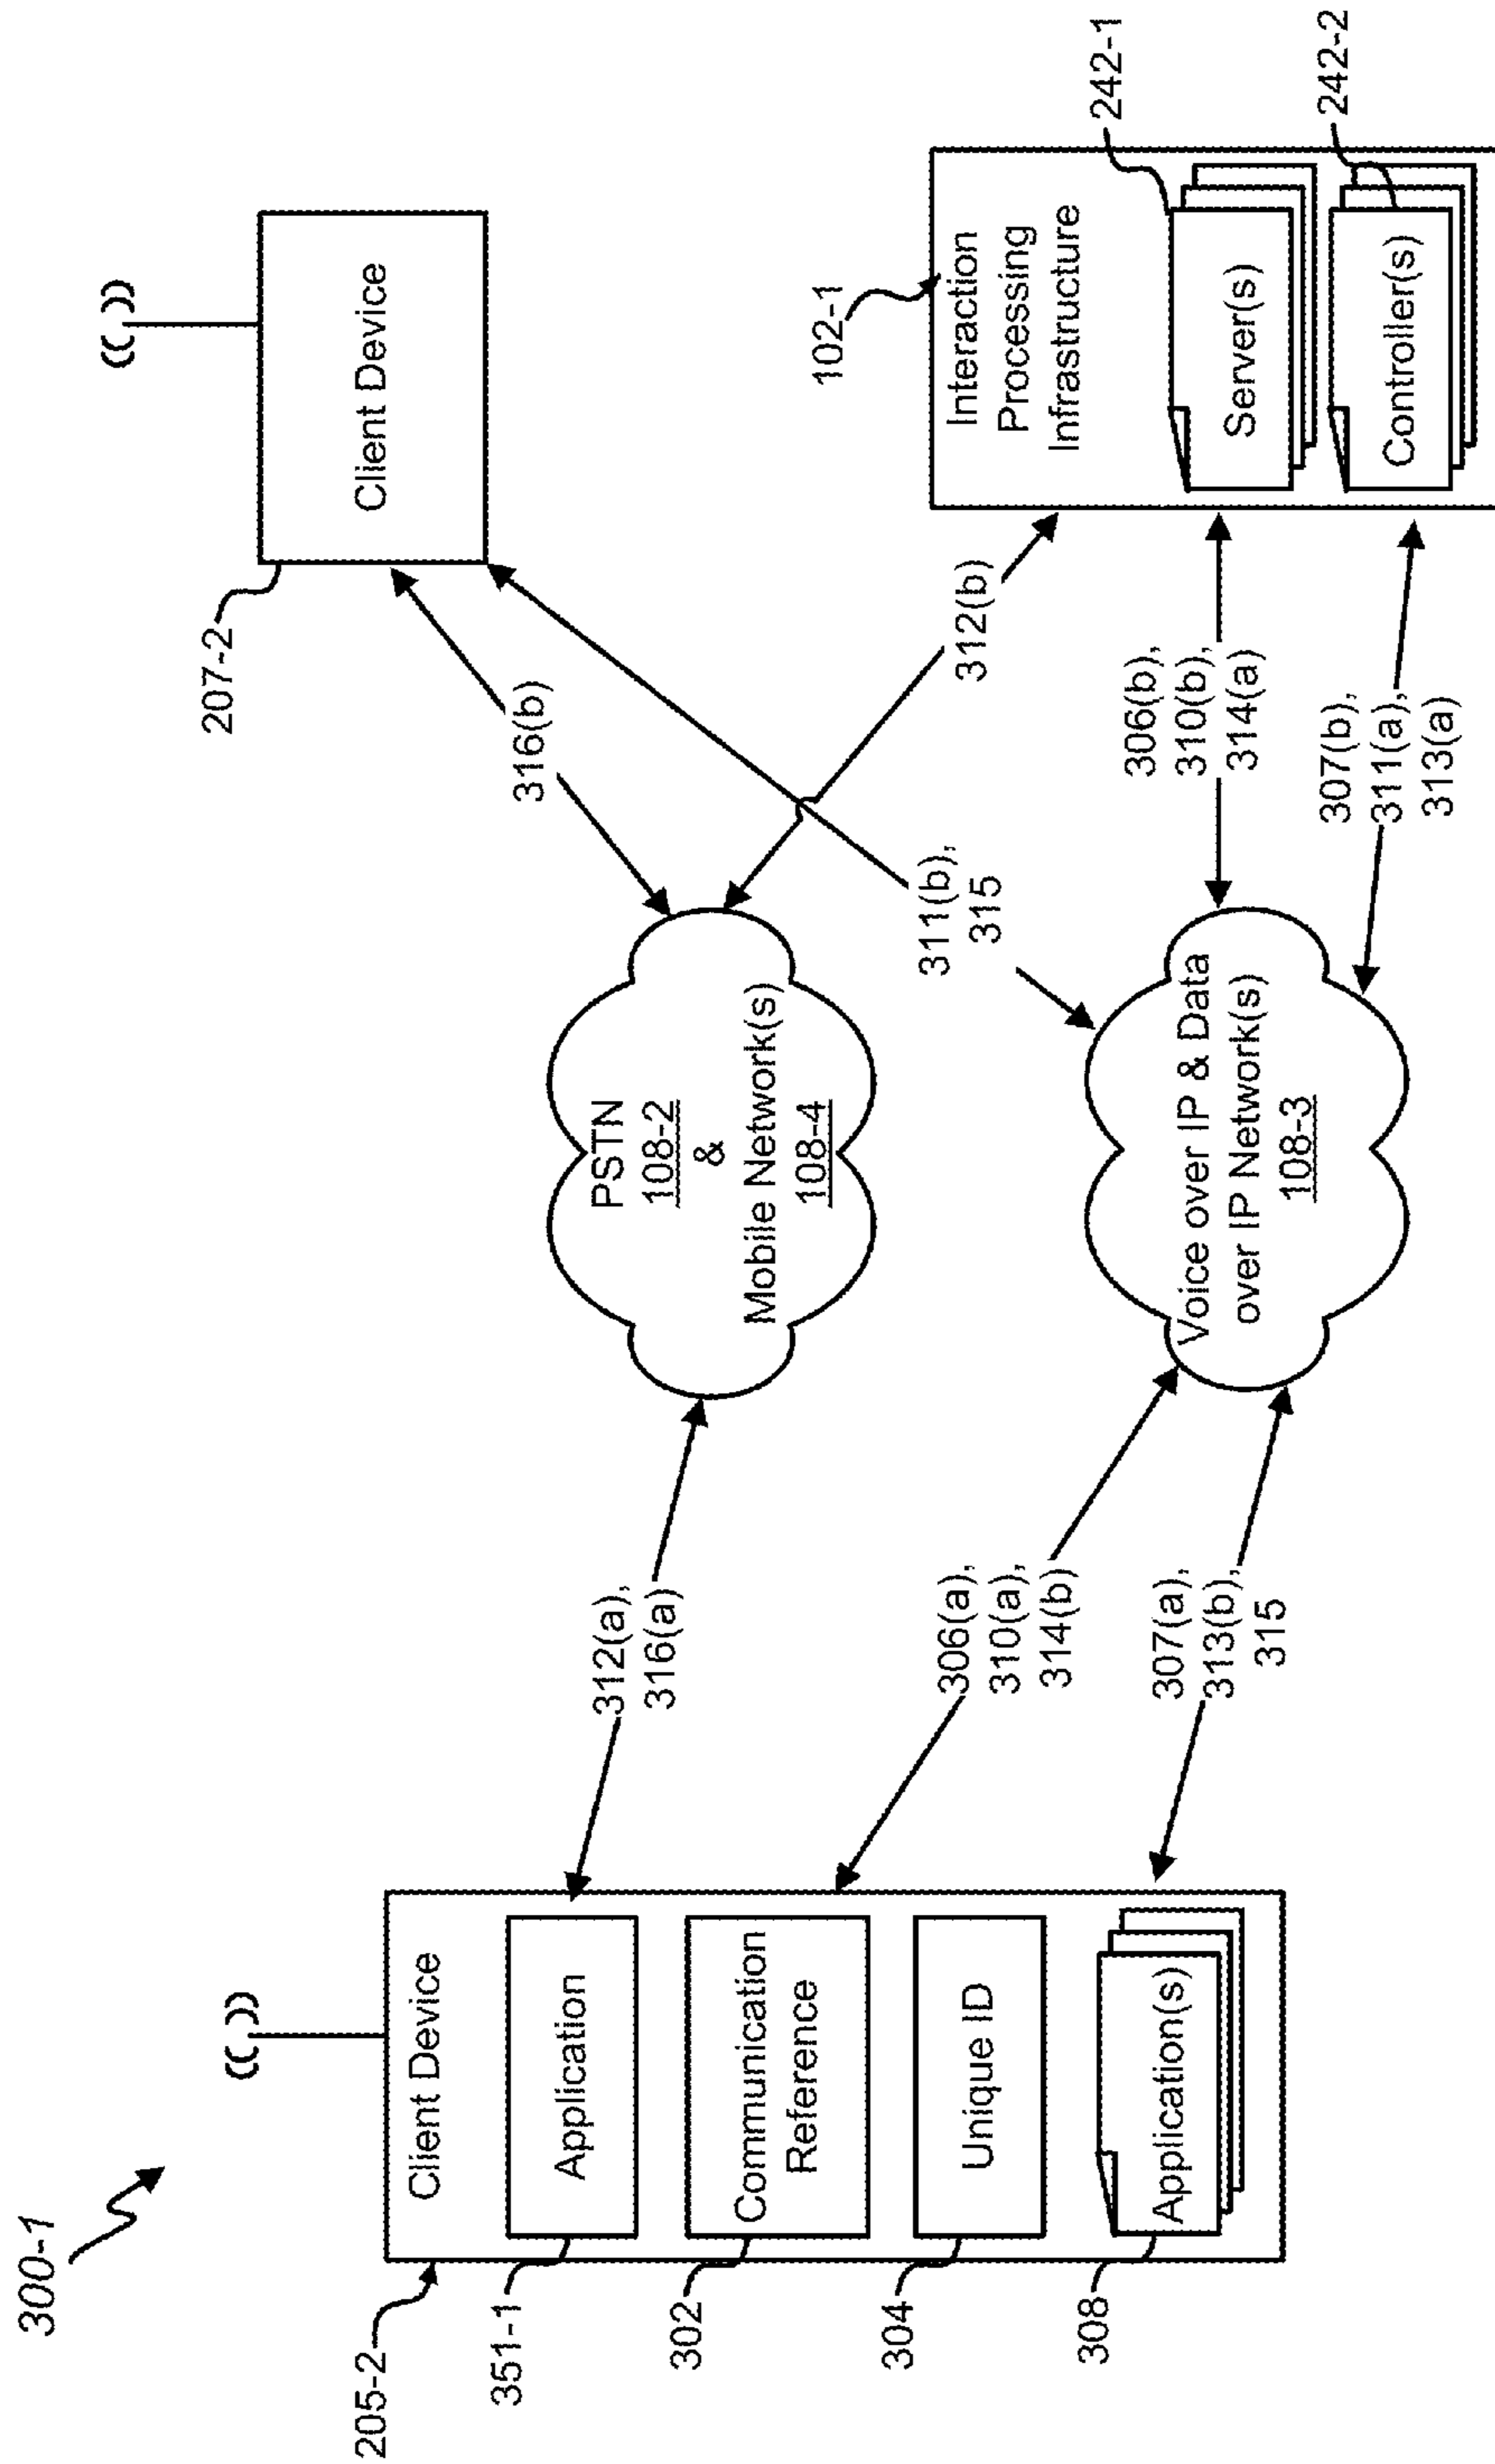 300-1
205-2
Client Device
351-1
Application
302
Communication
Reference
304
Unique ID
308
Application(s)
312(a),
316(a)
306(a),
310(a),
314(b)
307(a),
313(b),
315
PSTN
108-2
&
Mobile Network(s)
108-4
Voice over IP & Data
over IP Network(s)
108-3
316(b)
311(b),
315
312(b)
306(b),
310(b),
314(a)
307(b),
311(a),
313(a)
207-2
Client Device
102-1
Interaction
Processing
Infrastructure
242-1
Server(s)
242-2
Controller(s)